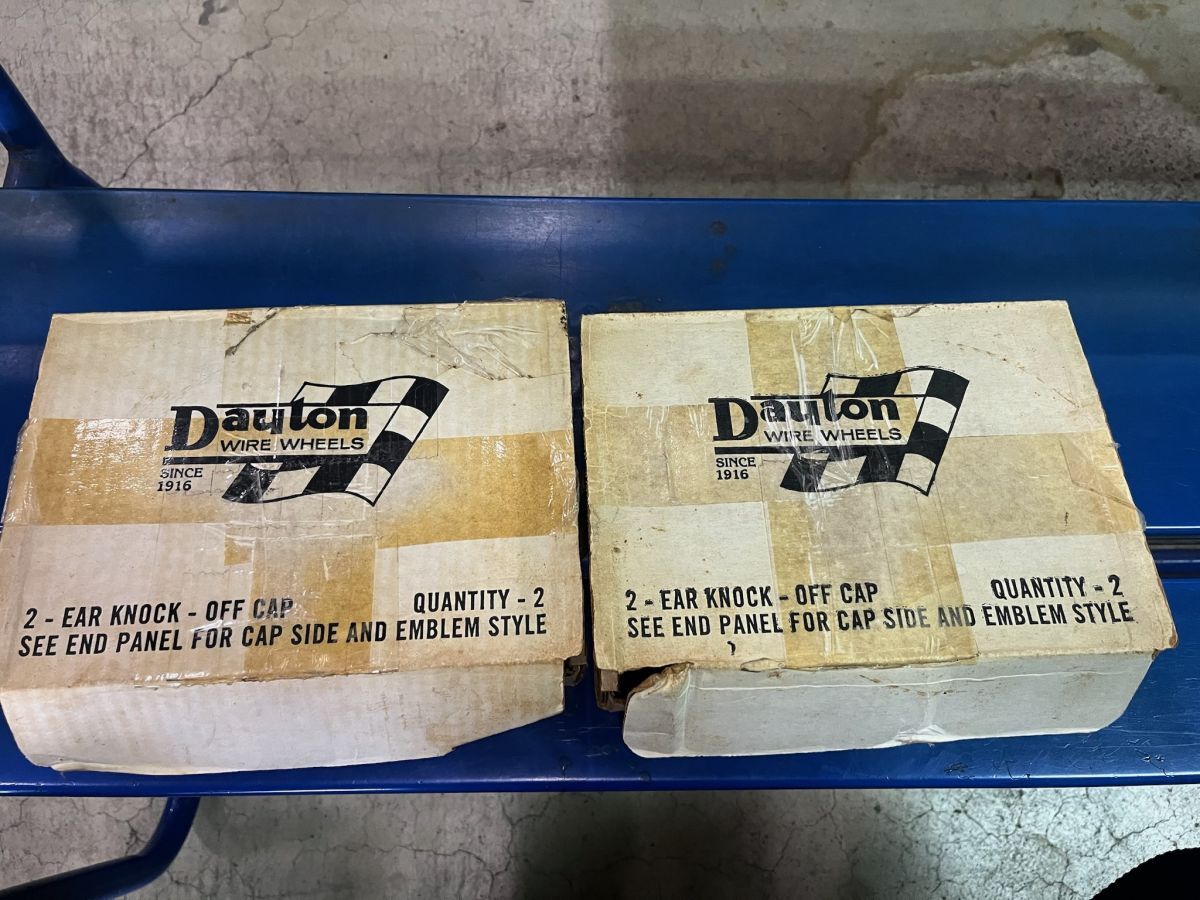 Dayton
WIRE WHEELS
SINCE
1916
2 - EAR KNOCK - OFF CAP
QUANTITY - 2
SEE END PANEL FOR CAP SIDE AND EMBLEM STYLE
Dayton
WIRE WHEELS
SINCE
1916
2 - EAR KNOCK - OFF CAP
QUANTITY - 2
SEE END PANEL FOR CAP SIDE AND EMBLEM STYLE